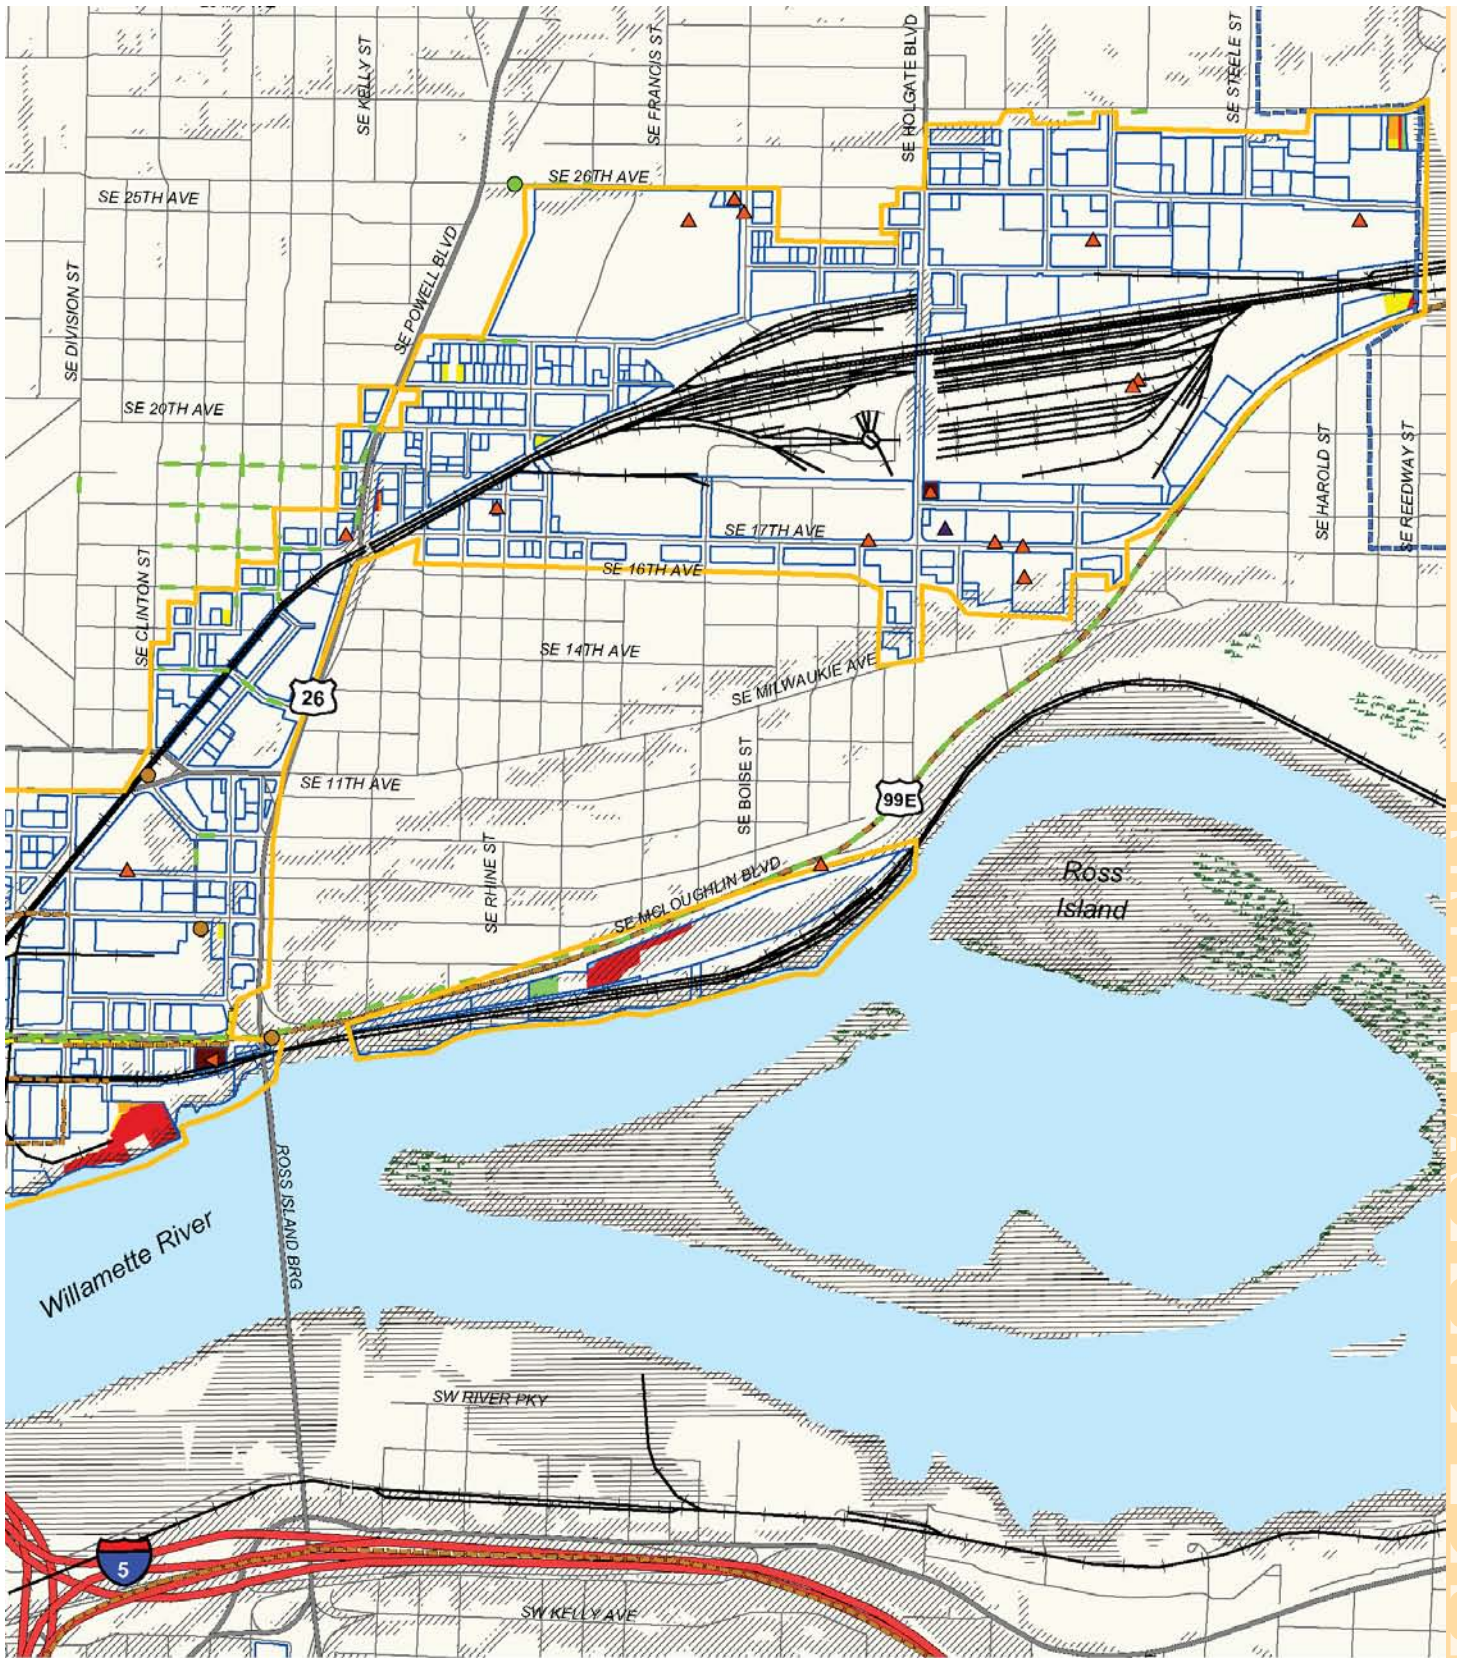 SE KELLY ST
SE FRANCIS ST
SE HOLGATE BLVD
SE STEELE ST
SE 26TH AVE
SE 25TH AVE
SE POWELL BLVD
SE DIVISION ST
SE 20TH AVE
SE HAROLD ST
SE REEDWAY ST
SE 17TH AVE
SE 16TH AVE
SE CLINTON ST
SE 14TH AVE
SE MILWAUKIE AVE
26
SE 11TH AVE
SE BOISE ST
99E
SE RHINE ST
SE MCLOUGHLIN BLVD
Ross
Island
ROSS ISLAND BRG
Willamette River
SW RIVER PKY
5
SW KELLY AVE